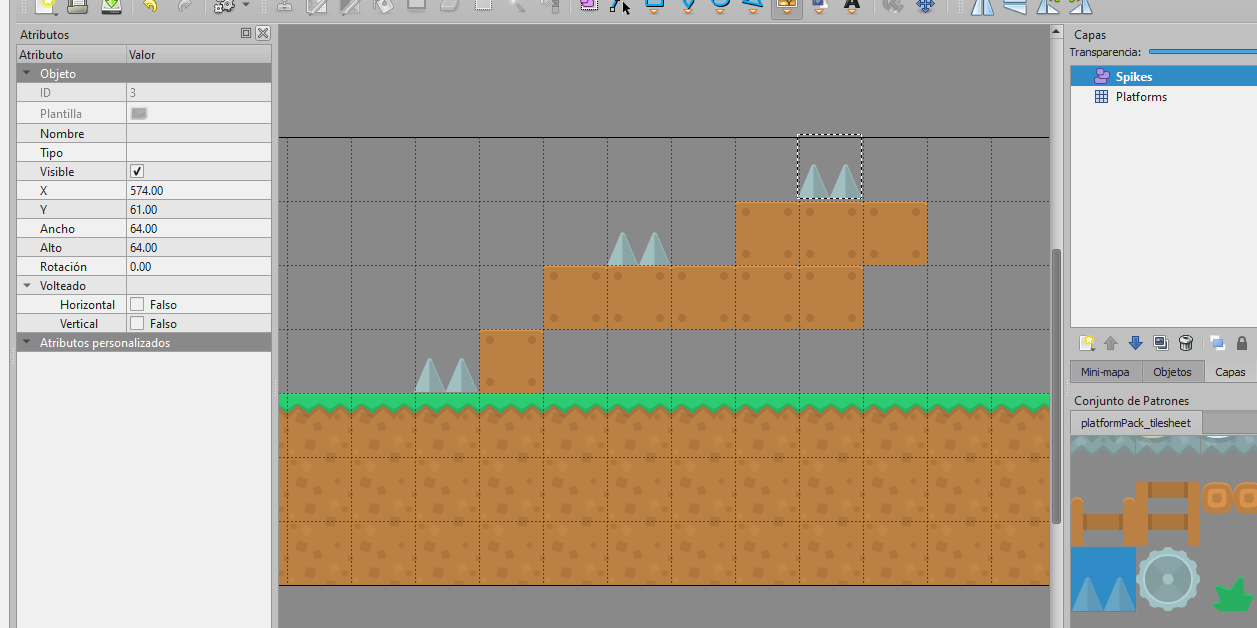 Atributos
Atributo Valor
Objeto
ID 3
Plantilla
Nombre
Tipo
Visible
X 574.00
Y 61.00
Ancho 64.00
Alto 64.00
Rotación 0.00
Volteado
Horizontal Falso
Vertical Falso
Atributos personalizados
A
Capas
Transparencia:
Spikes
Platforms
Mini-mapa Objetos Capas
Conjunto de Patrones
platformPack_tilesheet